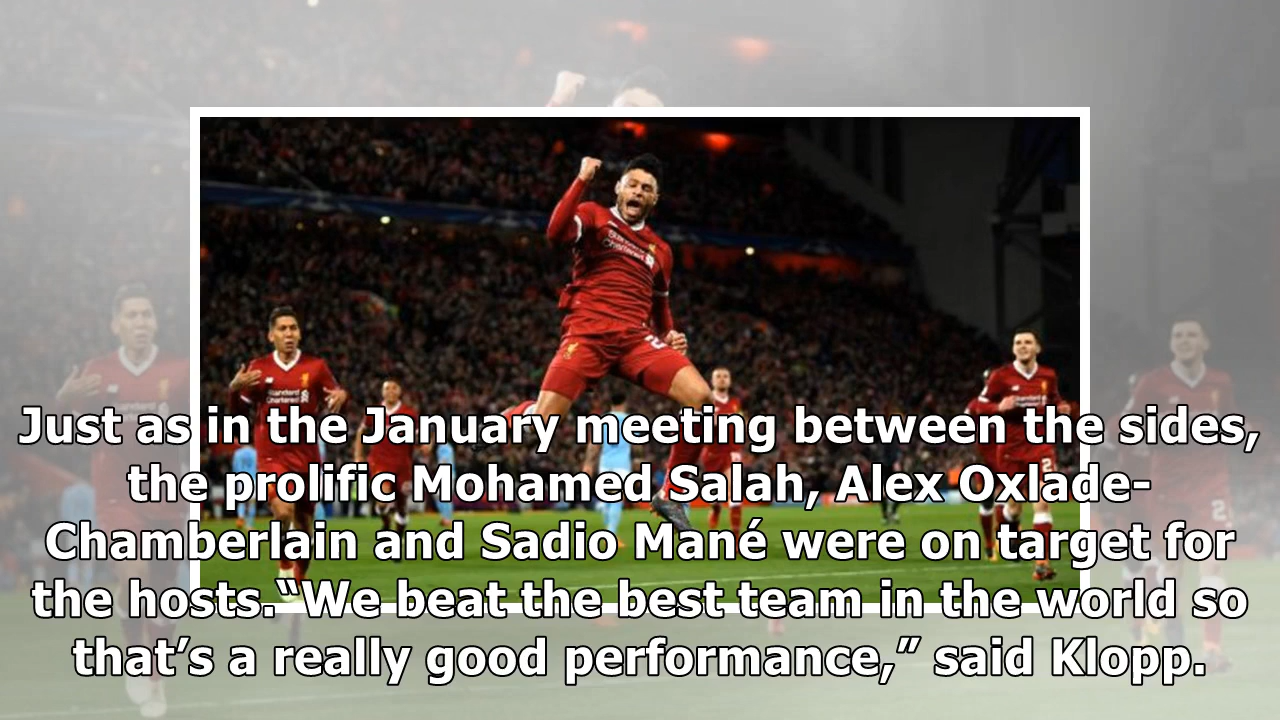 Standard
Chartered
Just as in the January meeting between the sides,
the prolific Mohamed Salah, Alex Oxlade-
Chamberlain and Sadio Mané were on target for
the hosts.“We beat the best team in the world so
that’s a really good performance,” said Klopp.